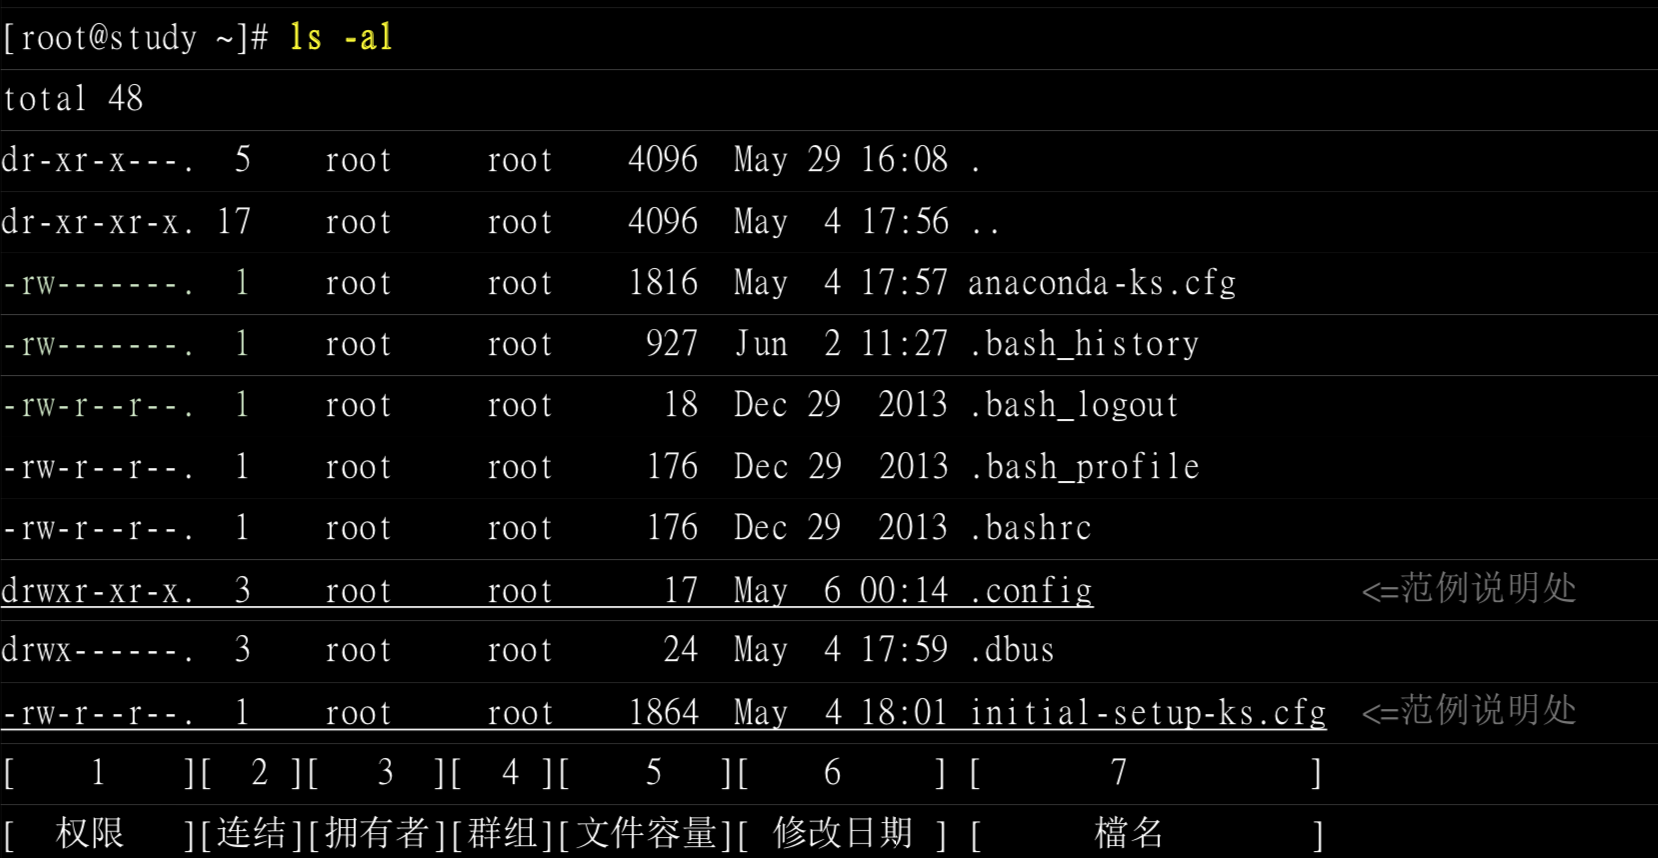 [root@study ~]# ls -al
total 48
dr-xr-x---.  5    root     root    4096  May 29 16:08 .
dr-xr-xr-x. 17    root     root    4096  May  4 17:56 ..
-rw-------.  1    root     root    1816  May  4 17:57 anaconda-ks.cfg
-rw-------.  1    root     root     927  Jun  2 11:27 .bash_history
-rw-r--r--.  1    root     root      18  Dec 29  2013 .bash_logout
-rw-r--r--.  1    root     root     176  Dec 29  2013 .bash_profile
-rw-r--r--.  1    root     root     176  Dec 29  2013 .bashrc
drwxr-xr-x.  3    root     root      17  May  6 00:14 .config               <=范例说明处
drwx------.  3    root     root      24  May  4 17:59 .dbus
-rw-r--r--.  1    root     root    1864  May  4 18:01 initial-setup-ks.cfg  <=范例说明处
[    1    ][  2 ][   3  ][  4 ][    5   ][    6     ] [       7          ]
[   权限   ][连结][拥有者][群组][文件容量][ 修改日期 ] [      檔名        ]